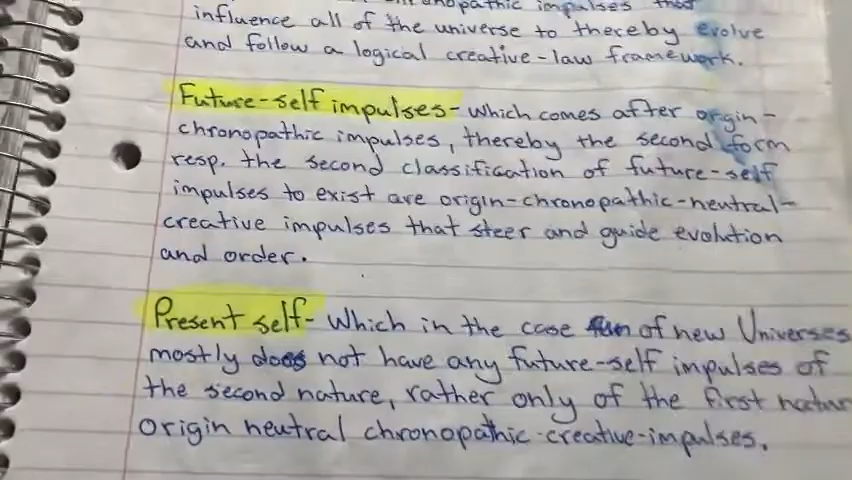 chronopathic impulses that
influence all of the universe to thereby evolve
and follow a logical creative-law framework.
Future-self impulses - which comes after origin-
chronopathic impulses, thereby the second form
resp. the second classification of future-self
impulses to exist are origin-chronopathic-neutral-
creative impulses that steer and guide evolution
and order.
Present self- Which in the case of new Universes
mostly does not have any future-self impulses of
the second nature, rather only of the first natur
origin neutral chronopathic-creative-impulses.